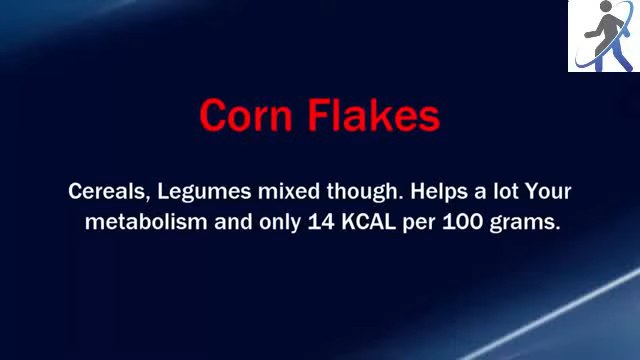 Corn Flakes
Cereals, Legumes mixed though. Helps a lot Your
metabolism and only 14 KCAL per 100 grams.